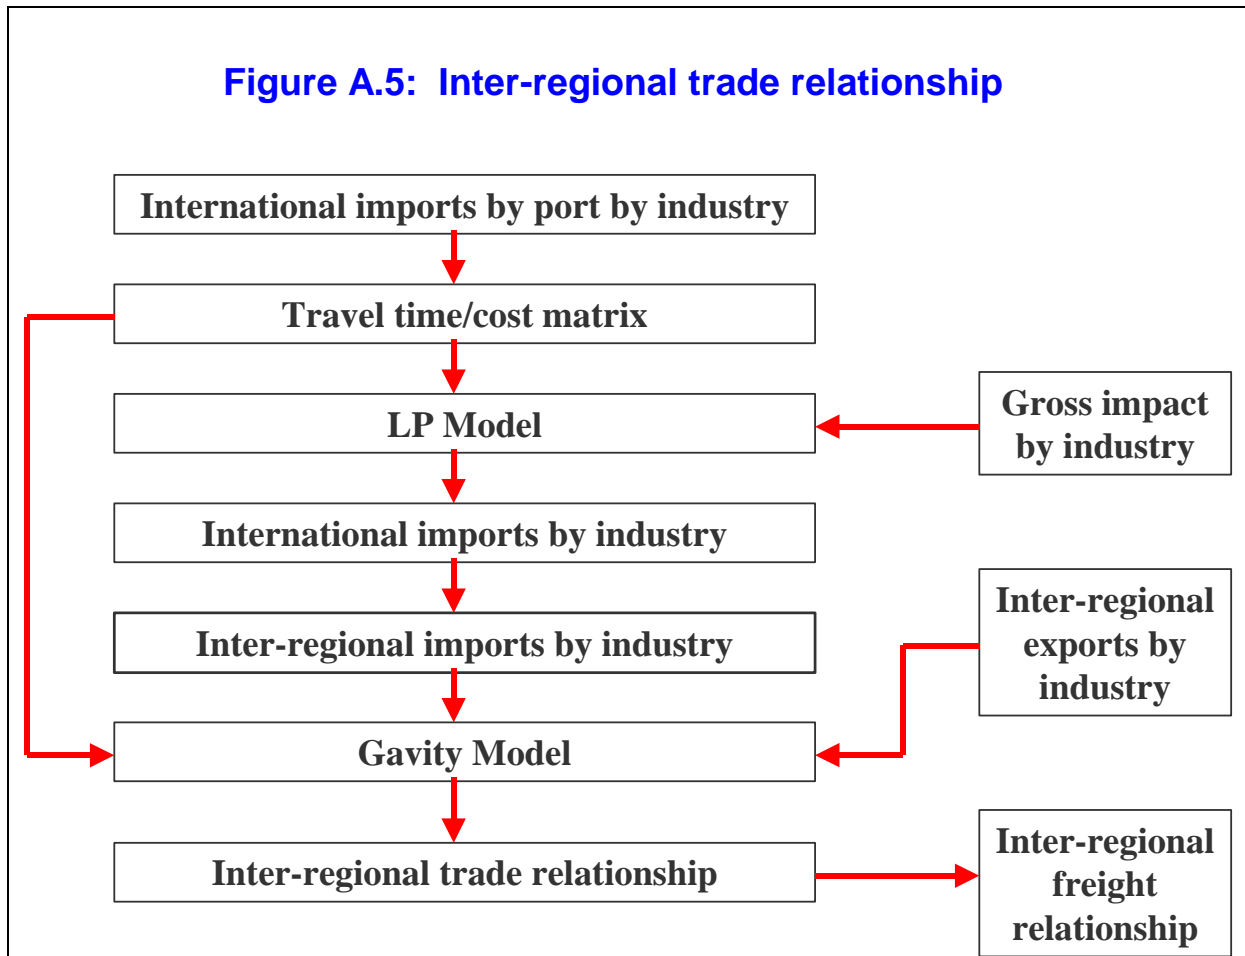 Figure A.5:  Inter-regional trade relationship
International imports by port by industry
Travel time/cost matrix
LP Model
Gross impact
by industry
International imports by industry
Inter-regional imports by industry
Inter-regional
exports by
industry
Gavity Model
Inter-regional trade relationship
Inter-regional
freight
relationship